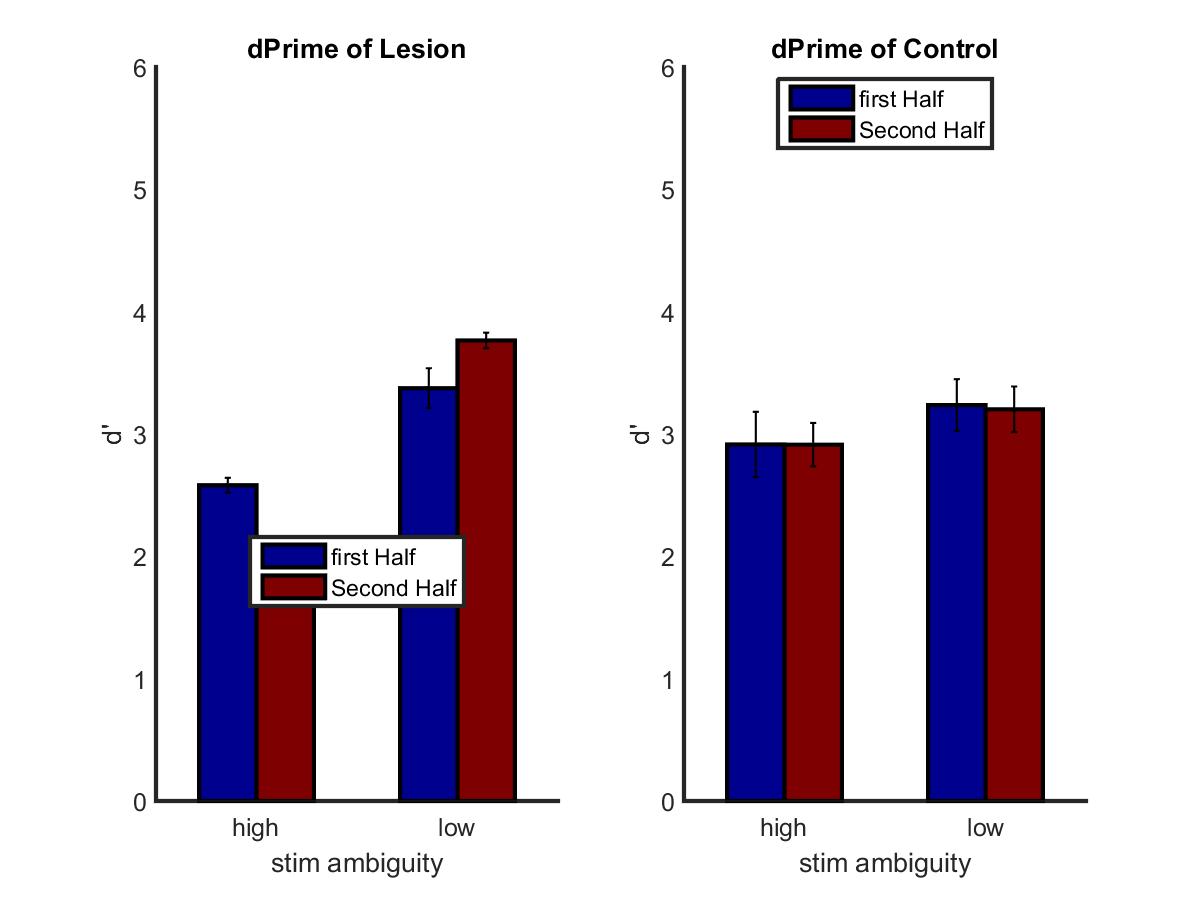 dPrime of Lesion
6
5
4
3
2
1
0
d'
first Half
Second Half
high
low
stim ambiguity
dPrime of Control
first Half
Second Half
6
5
4
3
2
1
0
d'
high
low
stim ambiguity